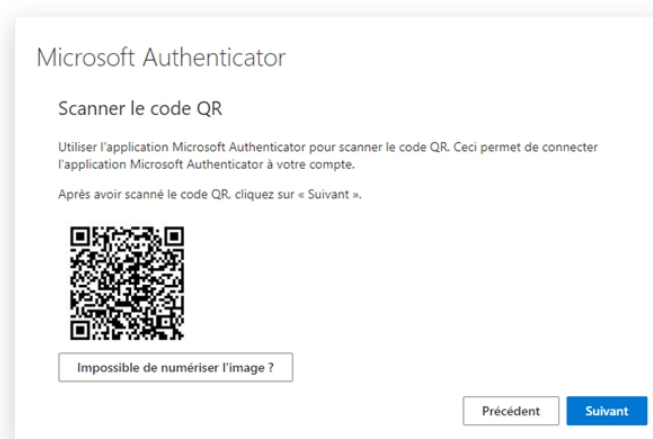 Microsoft Authenticator
Scanner le code QR
Utiliser l'application Microsoft Authenticator pour scanner le code QR. Ceci permet de connecter
l'application Microsoft Authenticator à votre compte.
Après avoir scanné le code QR, cliquez sur « Suivant ».
Impossible de numériser l'image ?
Précédent Suivant